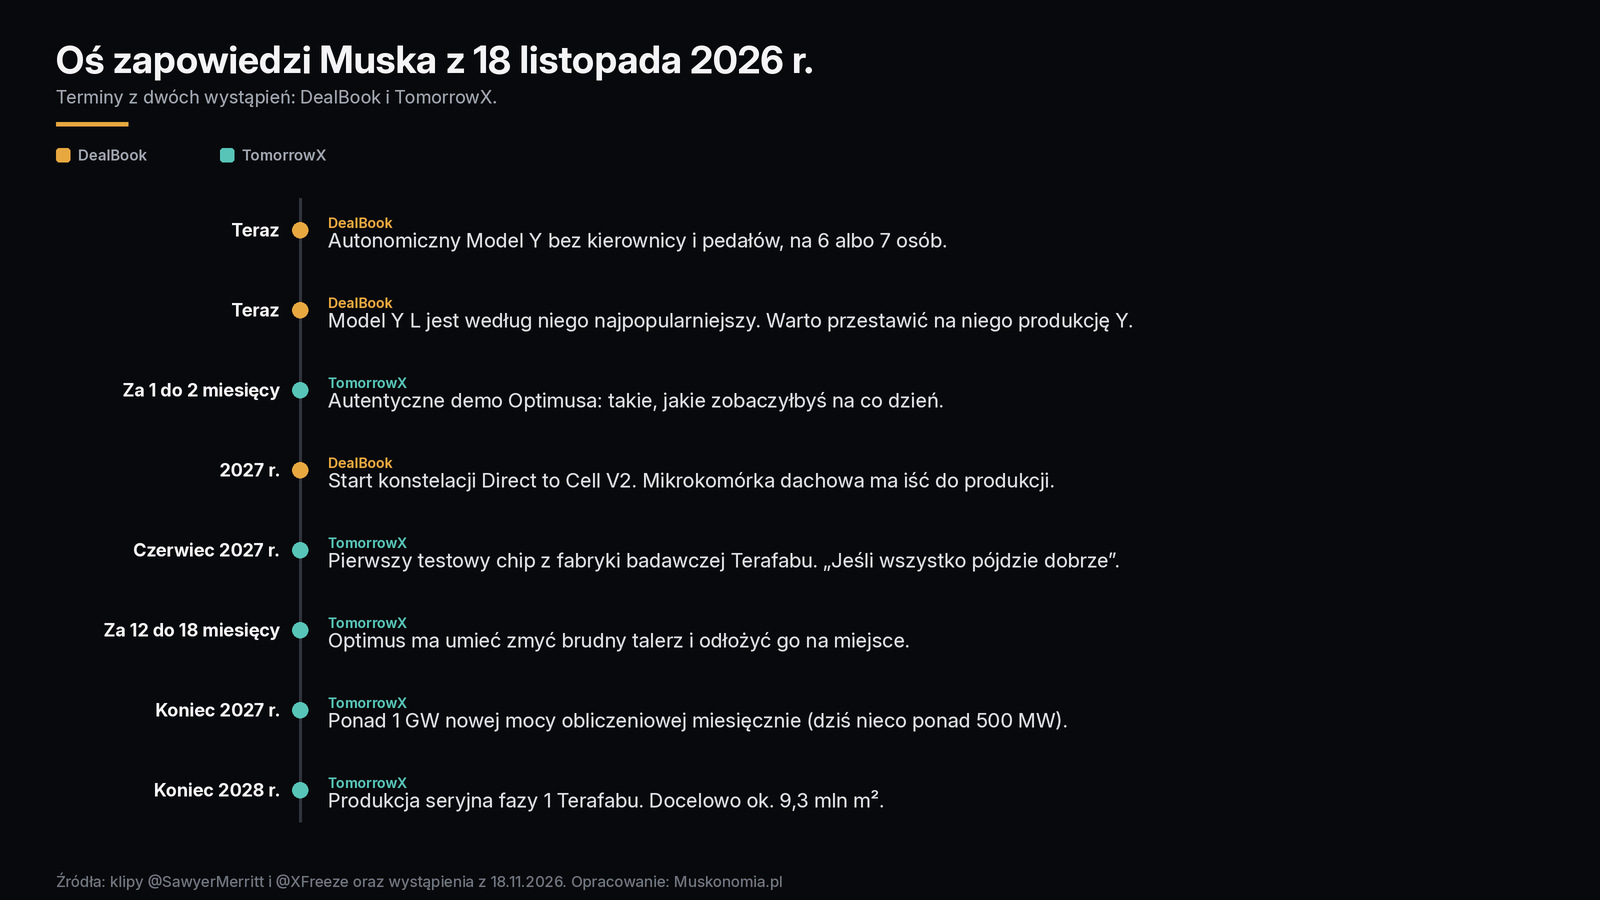 Oś zapowiedzi Muska z 18 listopada 2026 r.
Terminy z dwóch wystąpień: DealBook i TomorrowX.
DealBook
TomorrowX
Teraz
DealBook
Autonomiczny Model Y bez kierownicy i pedałów, na 6 albo 7 osób.
Teraz
DealBook
Model Y L jest według niego najpopularniejszy. Warto przestawić na niego produkcję Y.
Za 1 do 2 miesięcy
TomorrowX
Autentyczne demo Optimusa: takie, jakie zobaczyłbyś na co dzień.
2027 r.
DealBook
Start konstelacji Direct to Cell V2. Mikrokomórka dachowa ma iść do produkcji.
Czerwiec 2027 r.
TomorrowX
Pierwszy testowy chip z fabryki badawczej Terafabu. „Jeśli wszystko pójdzie dobrze”.
Za 12 do 18 miesięcy
TomorrowX
Optimus ma umieć zmyć brudny talerz i odłożyć go na miejsce.
Koniec 2027 r.
TomorrowX
Ponad 1 GW nowej mocy obliczeniowej miesięcznie (dziś nieco ponad 500 MW).
Koniec 2028 r.
TomorrowX
Produkcja seryjna fazy 1 Terafabu. Docelowo ok. 9,3 mln m².
Źródła: klipy @SawyerMerritt i @XFreeze oraz wystąpienia z 18.11.2026. Opracowanie: Muskonomia.pl